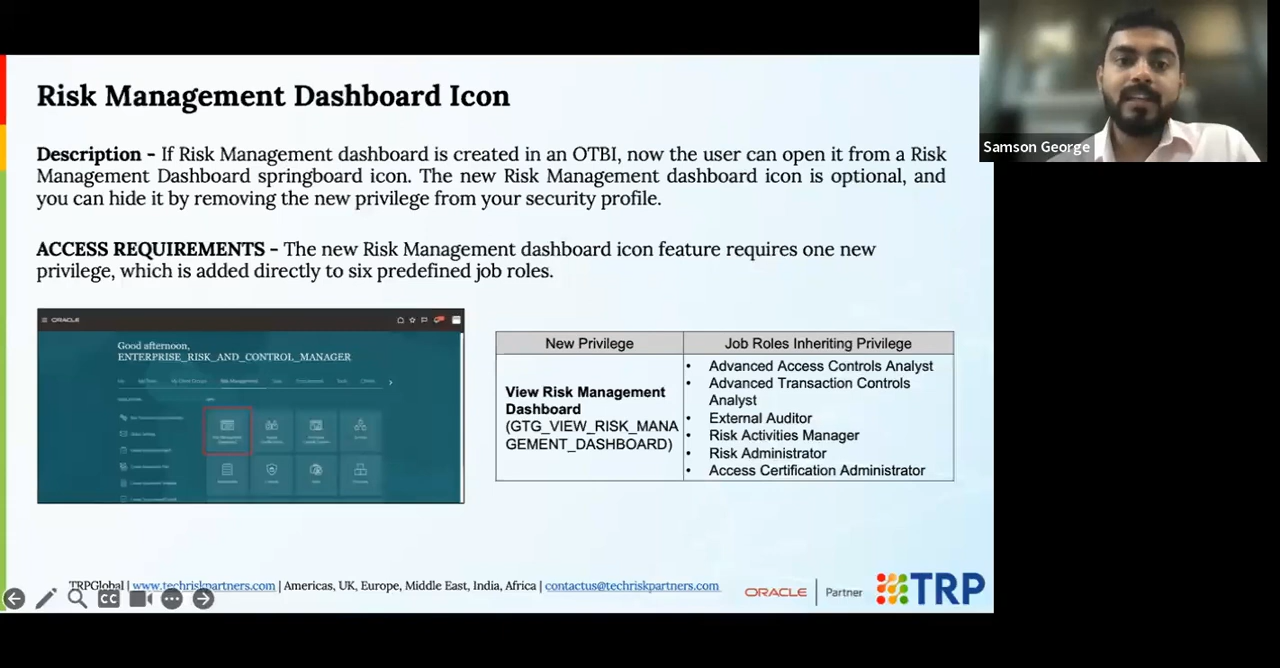 Risk Management Dashboard Icon
Description - If Risk Management dashboard is created in an OTBI, now the user can open it from a Risk
Management Dashboard springboard icon. The new Risk Management dashboard icon is optional, and
you can hide it by removing the new privilege from your security profile.
ACCESS REQUIREMENTS - The new Risk Management dashboard icon feature requires one new
privilege, which is added directly to six predefined job roles.
ORACLE
Good afternoon,
ENTERPRISE_RISK_AND_CONTROL_MANAGER
Risk Management
New Privilege
Job Roles Inheriting Privilege
View Risk Management
Dashboard
(GTG_VIEW_RISK_MANA
GEMENT_DASHBOARD)
• Advanced Access Controls Analyst
• Advanced Transaction Controls
Analyst
• External Auditor
• Risk Activities Manager
• Risk Administrator
• Access Certification Administrator
TRPGlobal | www.techriskpartners.com | Americas, UK, Europe, Middle East, India, Africa | contactus@techriskpartners.com
CC
ORACLE | Partner
TRP
Samson George